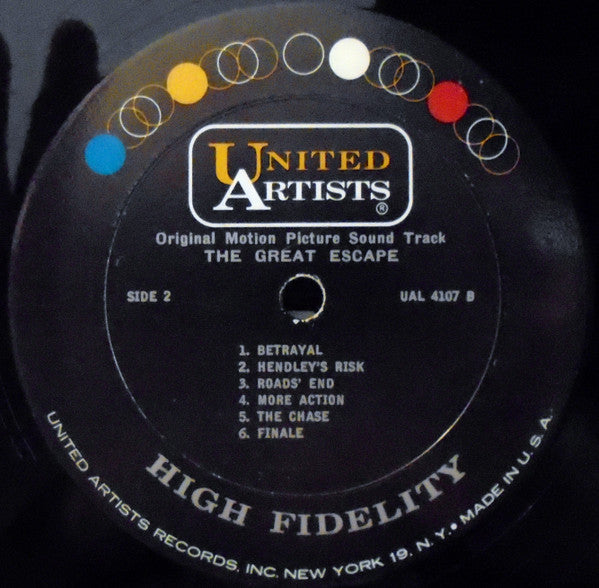 UNITED
ARTISTS
®
Original Motion Picture Sound Track
THE GREAT ESCAPE
SIDE 2
UAL 4107 B
1. BETRAYAL
2. HENDLEY'S RISK
3. ROADS' END
4. MORE ACTION
5. THE CHASE
6. FINALE
HIGH FIDELITY
UNITED ARTISTS RECORDS, INC. NEW YORK 19, N.Y. • MADE IN U.S.A.